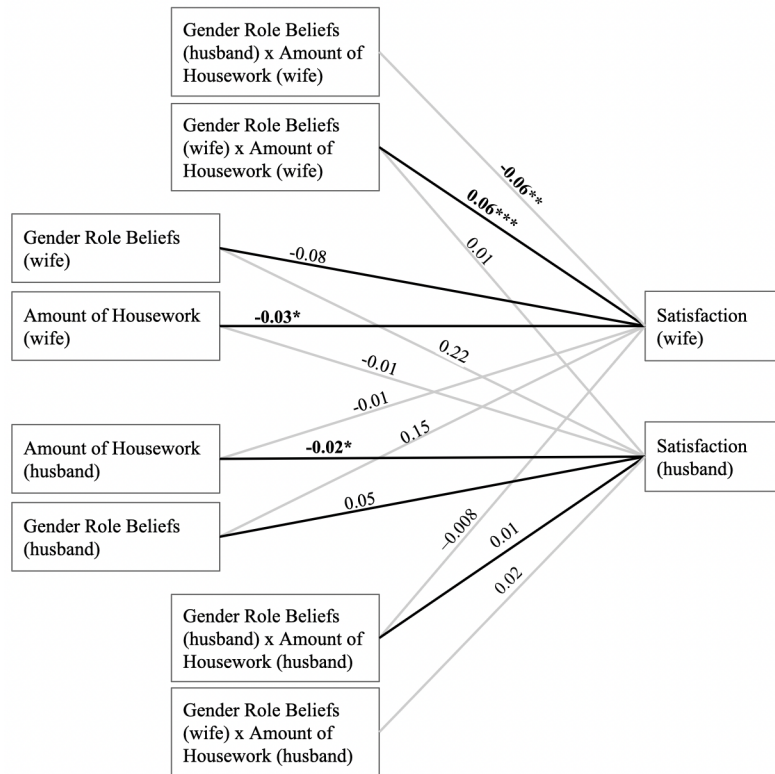 Gender Role Beliefs
(husband) x Amount of
Housework (wife)
Gender Role Beliefs
(wife) x Amount of
Housework (wife)
-0.06**
0.06***
0.01
Gender Role Beliefs
(wife)
-0.08
Amount of Housework
(wife)
-0.03*
Satisfaction
(wife)
0.22
-0.01
-0.01
0.15
Amount of Housework
(husband)
-0.02*
Satisfaction
(husband)
Gender Role Beliefs
(husband)
0.05
-0.008
0.01
0.02
Gender Role Beliefs
(husband) x Amount of
Housework (husband)
Gender Role Beliefs
(wife) x Amount of
Housework (husband)